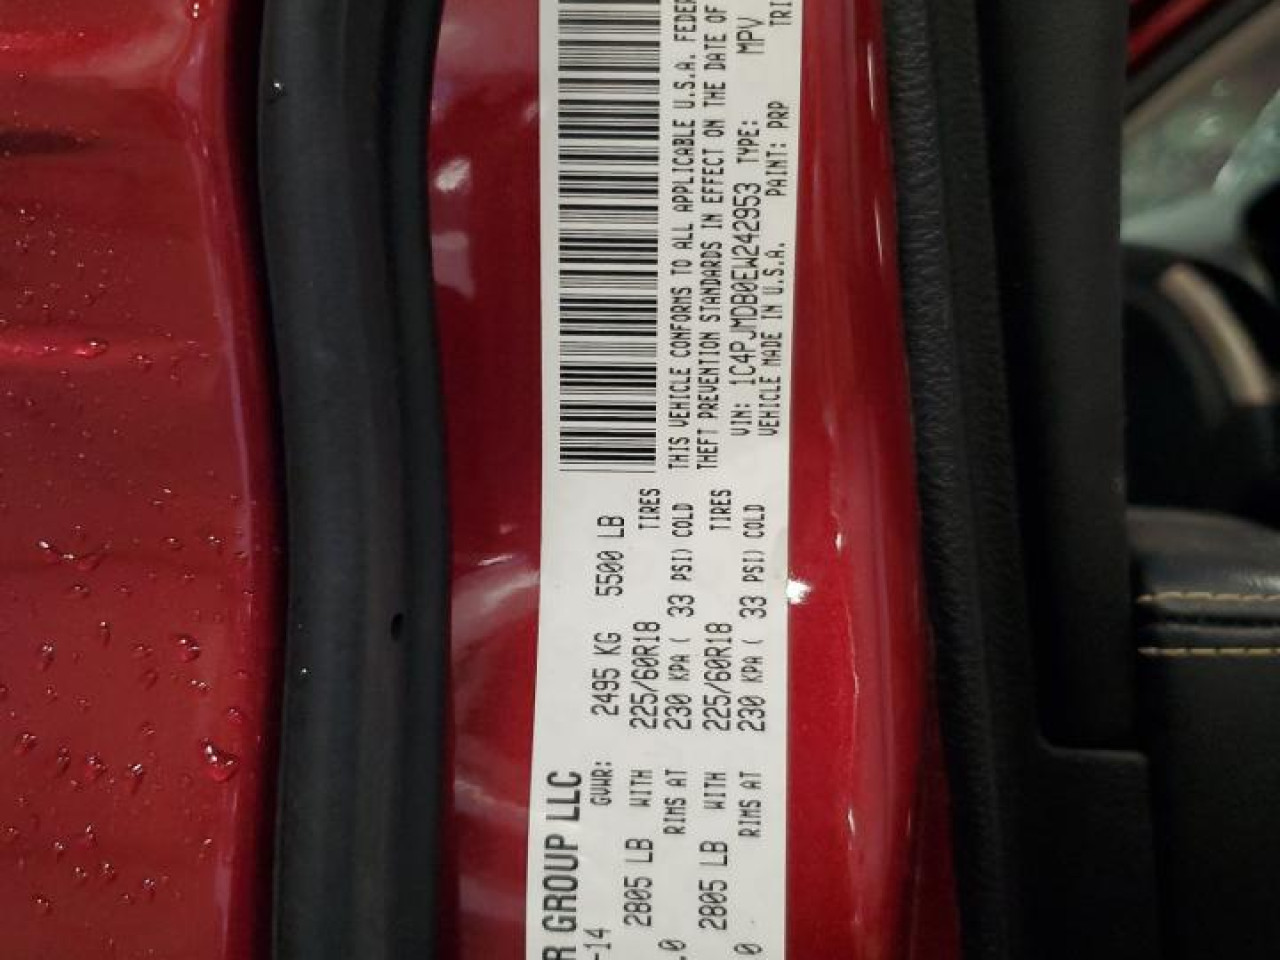 R GROUP LLC
-14 GVWR: 2495 KG 5500 LB
2805 LB WITH 225/60R18 TIRES
.0 RIMS AT 230 KPA ( 33 PSI) COLD
2805 LB WITH 225/60R18 TIRES
0 RIMS AT 230 KPA ( 33 PSI) COLD
THIS VEHICLE CONFORMS TO ALL APPLICABLE U.S.A. FEDER
THEFT PREVENTION STANDARDS IN EFFECT ON THE DATE OF
VIN: 1C4PJMDB0EW242953 TYPE: MPV
VEHICLE MADE IN U.S.A. PAINT: PRP TRI